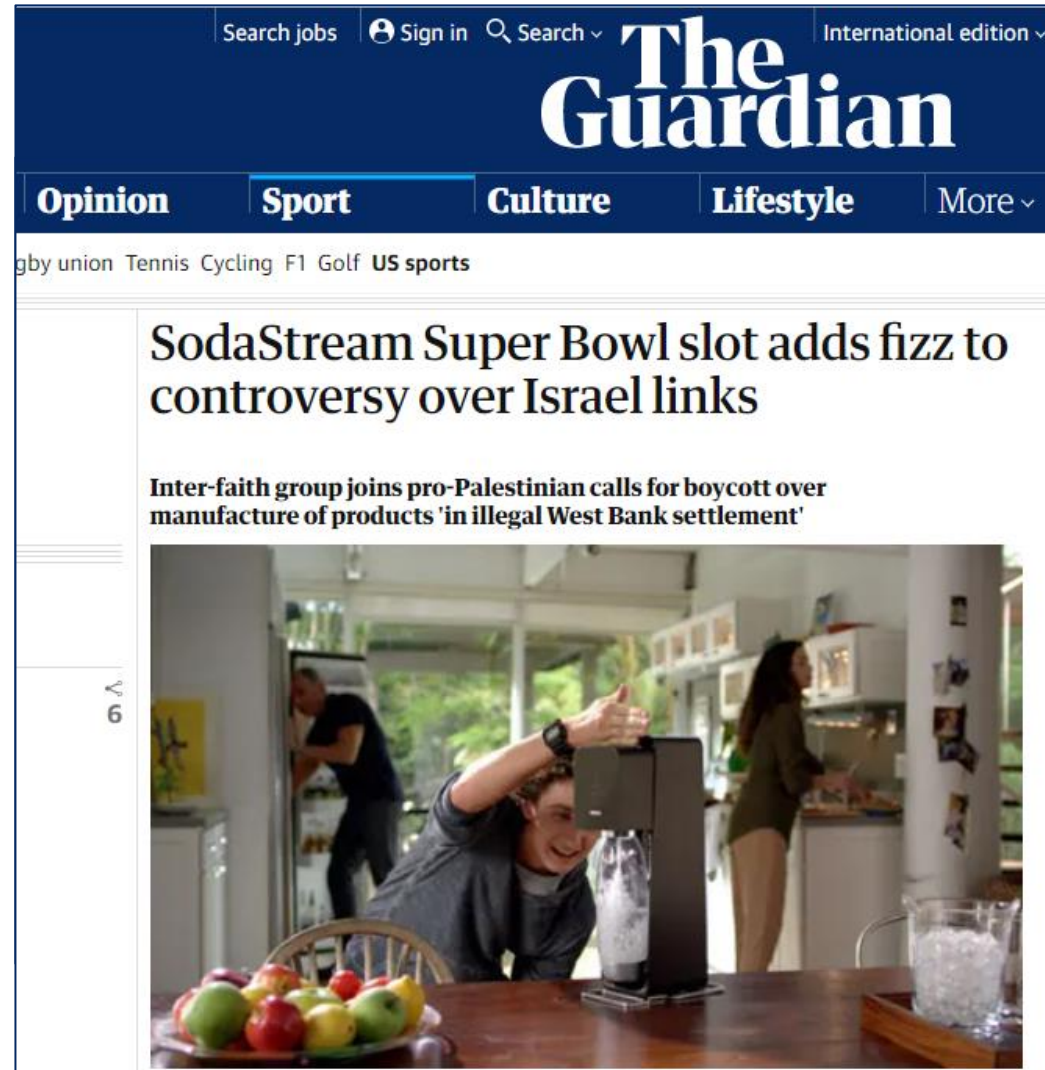 Search jobs Sign in Search International edition
The
Guardian
Opinion Sport Culture Lifestyle More
union Tennis Cycling F1 Golf US sports
SodaStream Super Bowl slot adds fizz to
controversy over Israel links
Inter-faith group joins pro-Palestinian calls for boycott over
manufacture of products 'in illegal West Bank settlement'
6